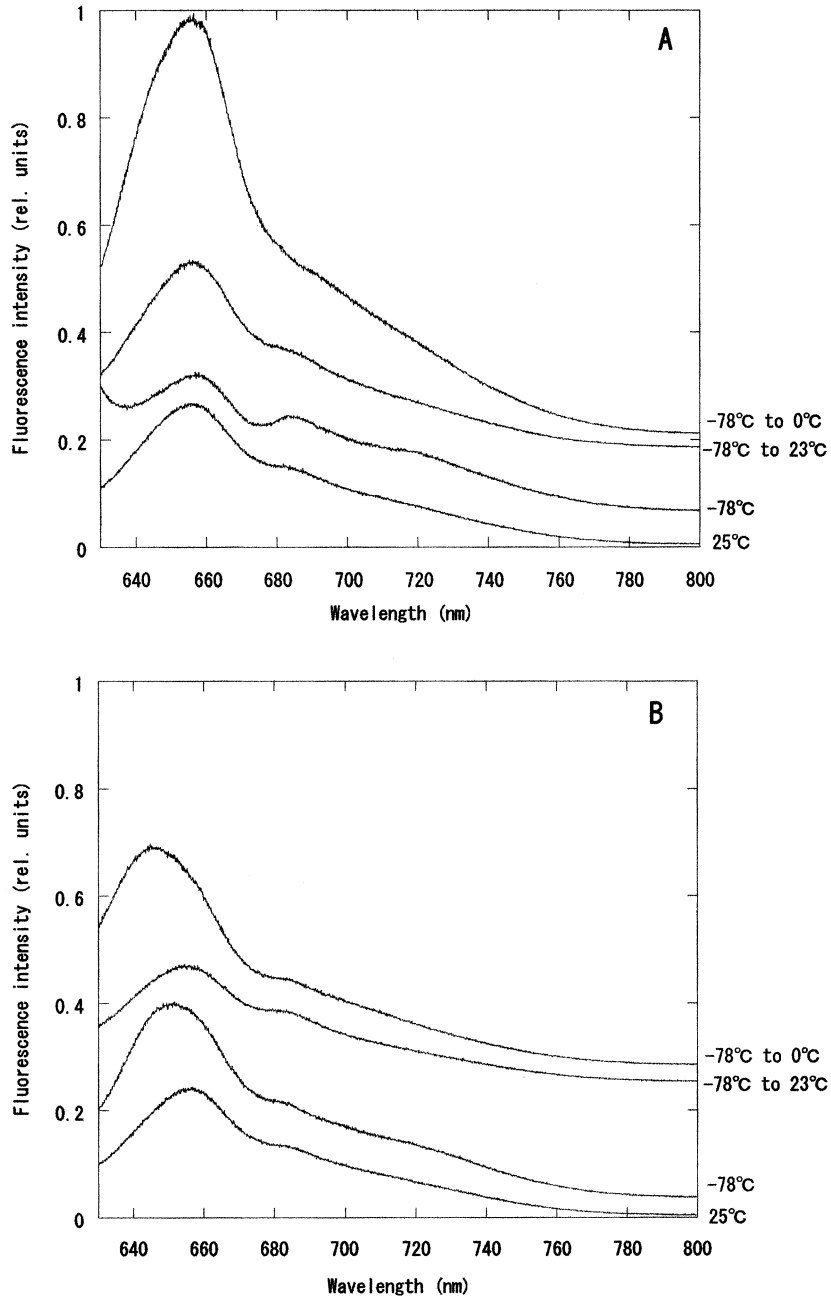 A
Fluorescence intensity (rel. units)
1
0.8
0.6
0.4
0.2
0
-78℃ to 0℃
-78℃ to 23℃
-78℃
25℃
640 660 680 700 720 740 760 780 800
Wavelength (nm)
B
Fluorescence intensity (rel. units)
1
0.8
0.6
0.4
0.2
0
-78℃ to 0℃
-78℃ to 23℃
-78℃
25℃
640 660 680 700 720 740 760 780 800
Wavelength (nm)